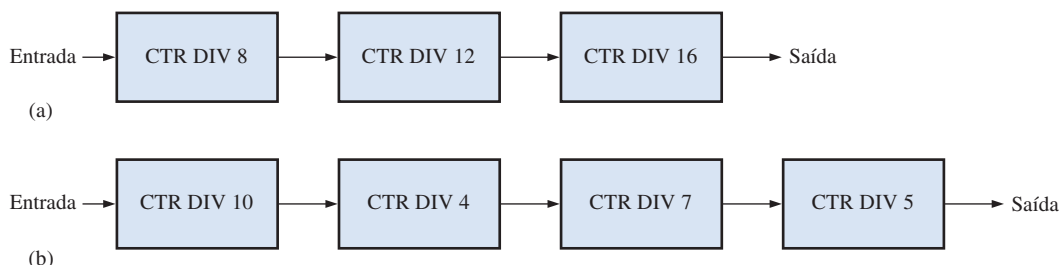 Entrada CTR DIV 8 CTR DIV 12 CTR DIV 16 Saída
(a)
Entrada CTR DIV 10 CTR DIV 4 CTR DIV 7 CTR DIV 5 Saída
(b)